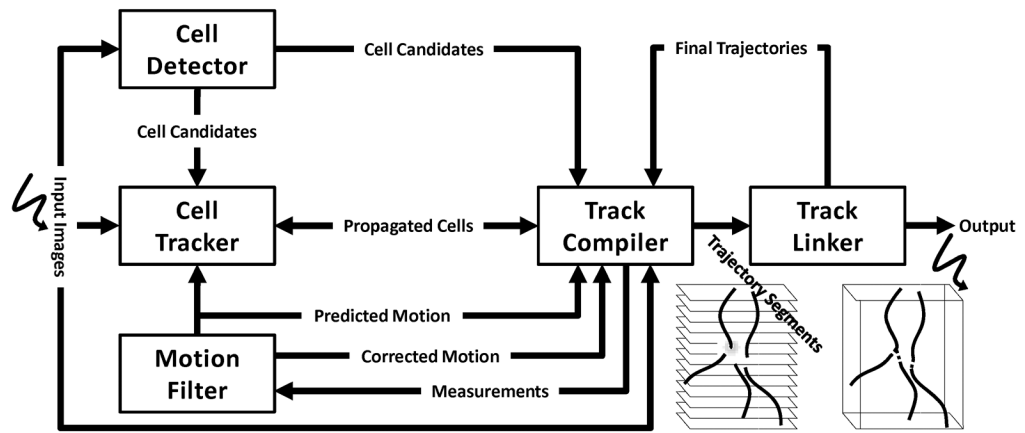 Cell
Detector
Cell Candidates
Final Trajectories
Cell Candidates
Input Images
Cell
Tracker
Propagated Cells
Track
Compiler
Track
Linker
Output
Trajectory Segments
Predicted Motion
Motion
Filter
Corrected Motion
Measurements